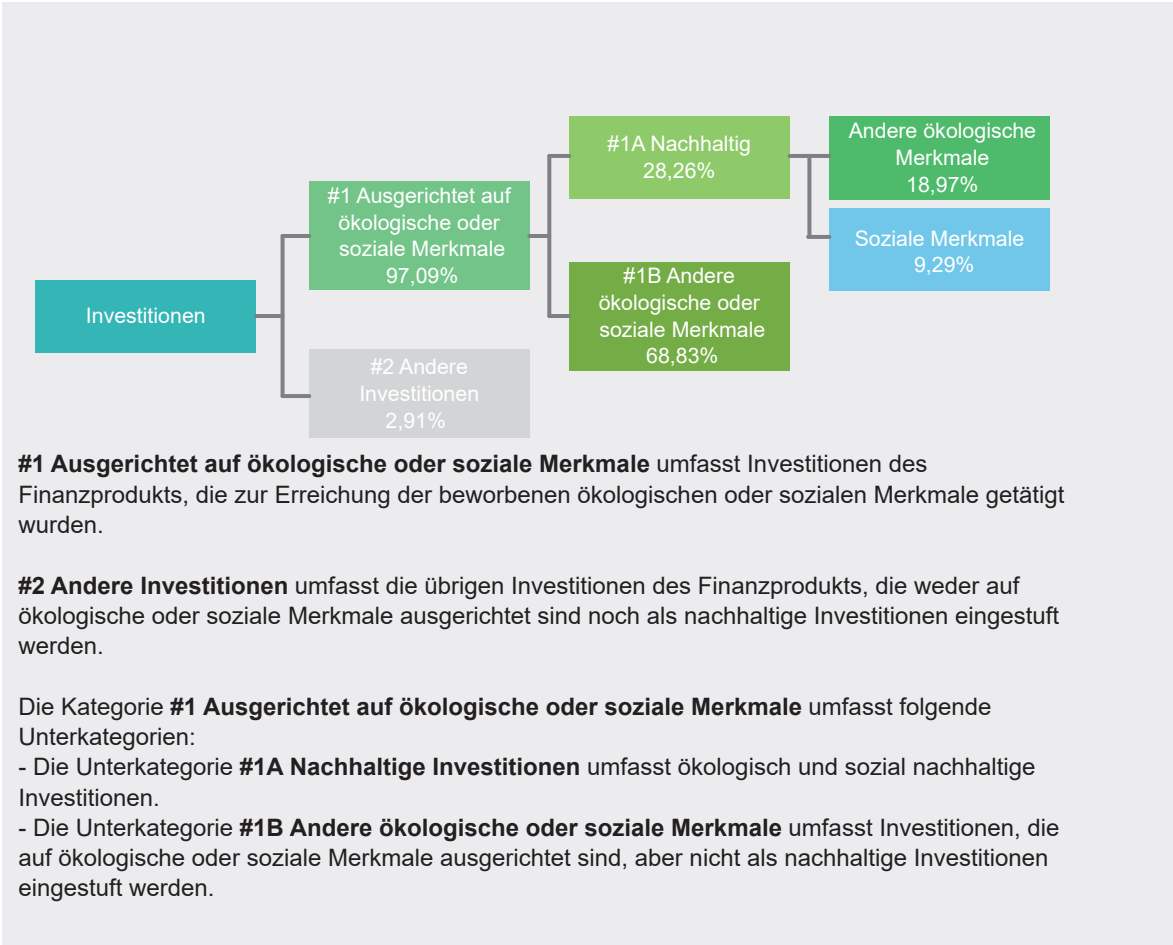 #1A Nachhaltig
28,26%
Andere ökologische
Merkmale
18,97%
#1 Ausgerichtet auf
ökologische oder
soziale Merkmale
97,09%
Soziale Merkmale
9,29%
Investitionen
#1B Andere
ökologische oder
soziale Merkmale
68,83%
#2 Andere
Investitionen
2,91%
#1 Ausgerichtet auf ökologische oder soziale Merkmale umfasst Investitionen des
Finanzprodukts, die zur Erreichung der beworbenen ökologischen oder sozialen Merkmale getätigt
wurden.
#2 Andere Investitionen umfasst die übrigen Investitionen des Finanzprodukts, die weder auf
ökologische oder soziale Merkmale ausgerichtet sind noch als nachhaltige Investitionen eingestuft
werden.
Die Kategorie #1 Ausgerichtet auf ökologische oder soziale Merkmale umfasst folgende
Unterkategorien:
- Die Unterkategorie #1A Nachhaltige Investitionen umfasst ökologisch und sozial nachhaltige
Investitionen.
- Die Unterkategorie #1B Andere ökologische oder soziale Merkmale umfasst Investitionen, die
auf ökologische oder soziale Merkmale ausgerichtet sind, aber nicht als nachhaltige Investitionen
eingestuft werden.